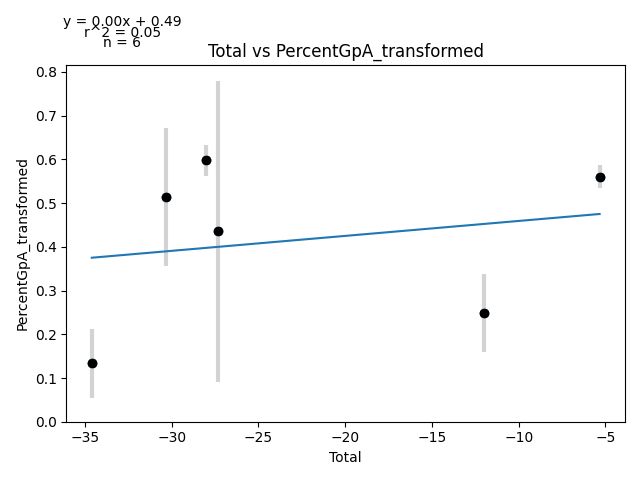 y = 0.00x + 0.49
r^2 = 0.05
n = 6
Total vs PercentGpA_transformed
PercentGpA_transformed
0.8
0.7
0.6
0.5
0.4
0.3
0.2
0.1
0.0
−35
−30
−25
−20
−15
−10
−5
Total